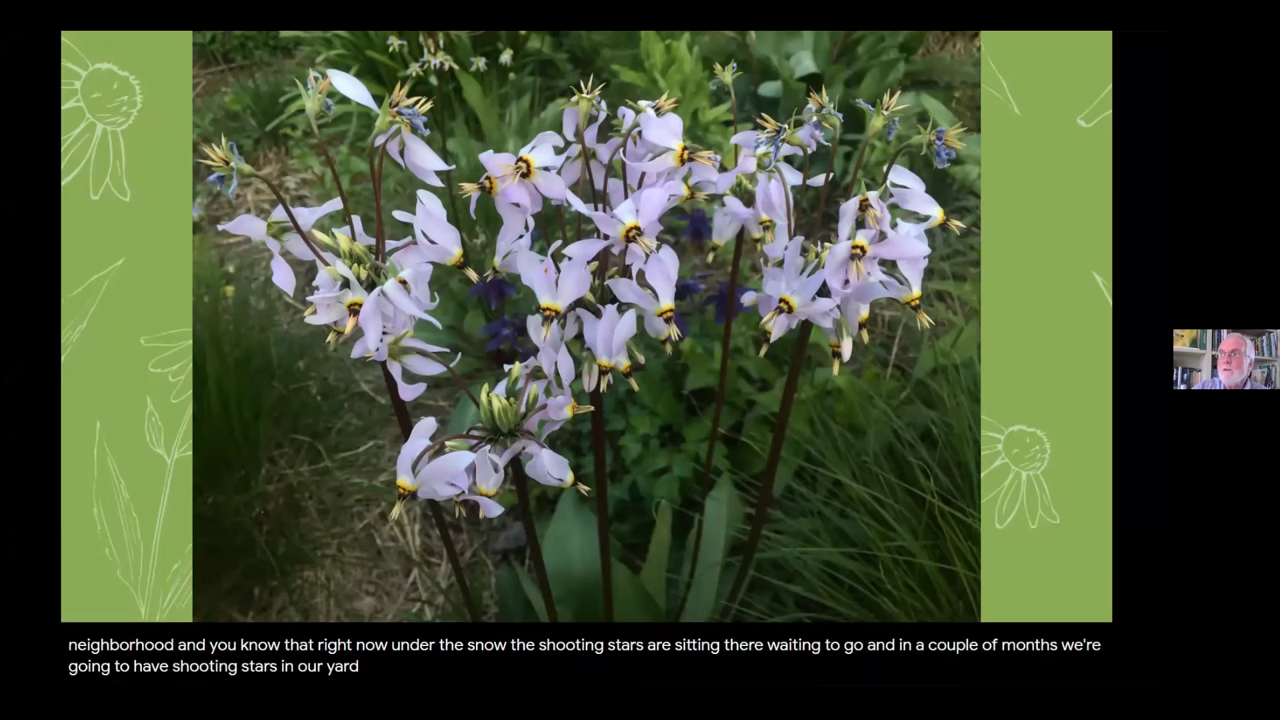 neighborhood and you know that right now under the snow the shooting stars are sitting there waiting to go and in a couple of months we're
going to have shooting stars in our yard